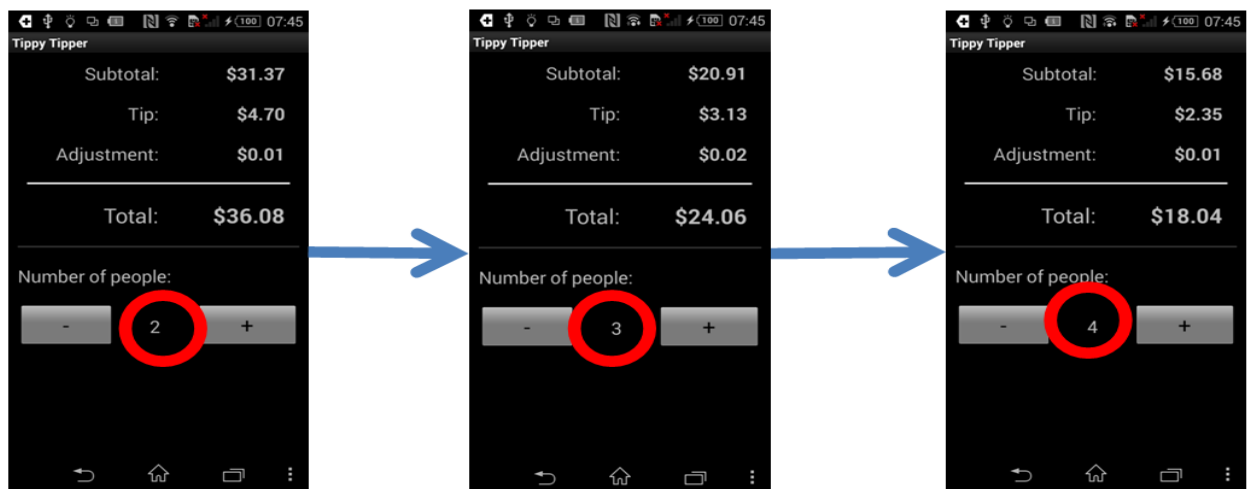 100 07:45
Tippy Tipper
Subtotal: $31.37
Tip: $4.70
Adjustment: $0.01
Total: $36.08
Number of people:
- 2 +
100 07:45
Tippy Tipper
Subtotal: $20.91
Tip: $3.13
Adjustment: $0.02
Total: $24.06
Number of people:
- 3 +
100 07:45
Tippy Tipper
Subtotal: $15.68
Tip: $2.35
Adjustment: $0.01
Total: $18.04
Number of people:
- 4 +